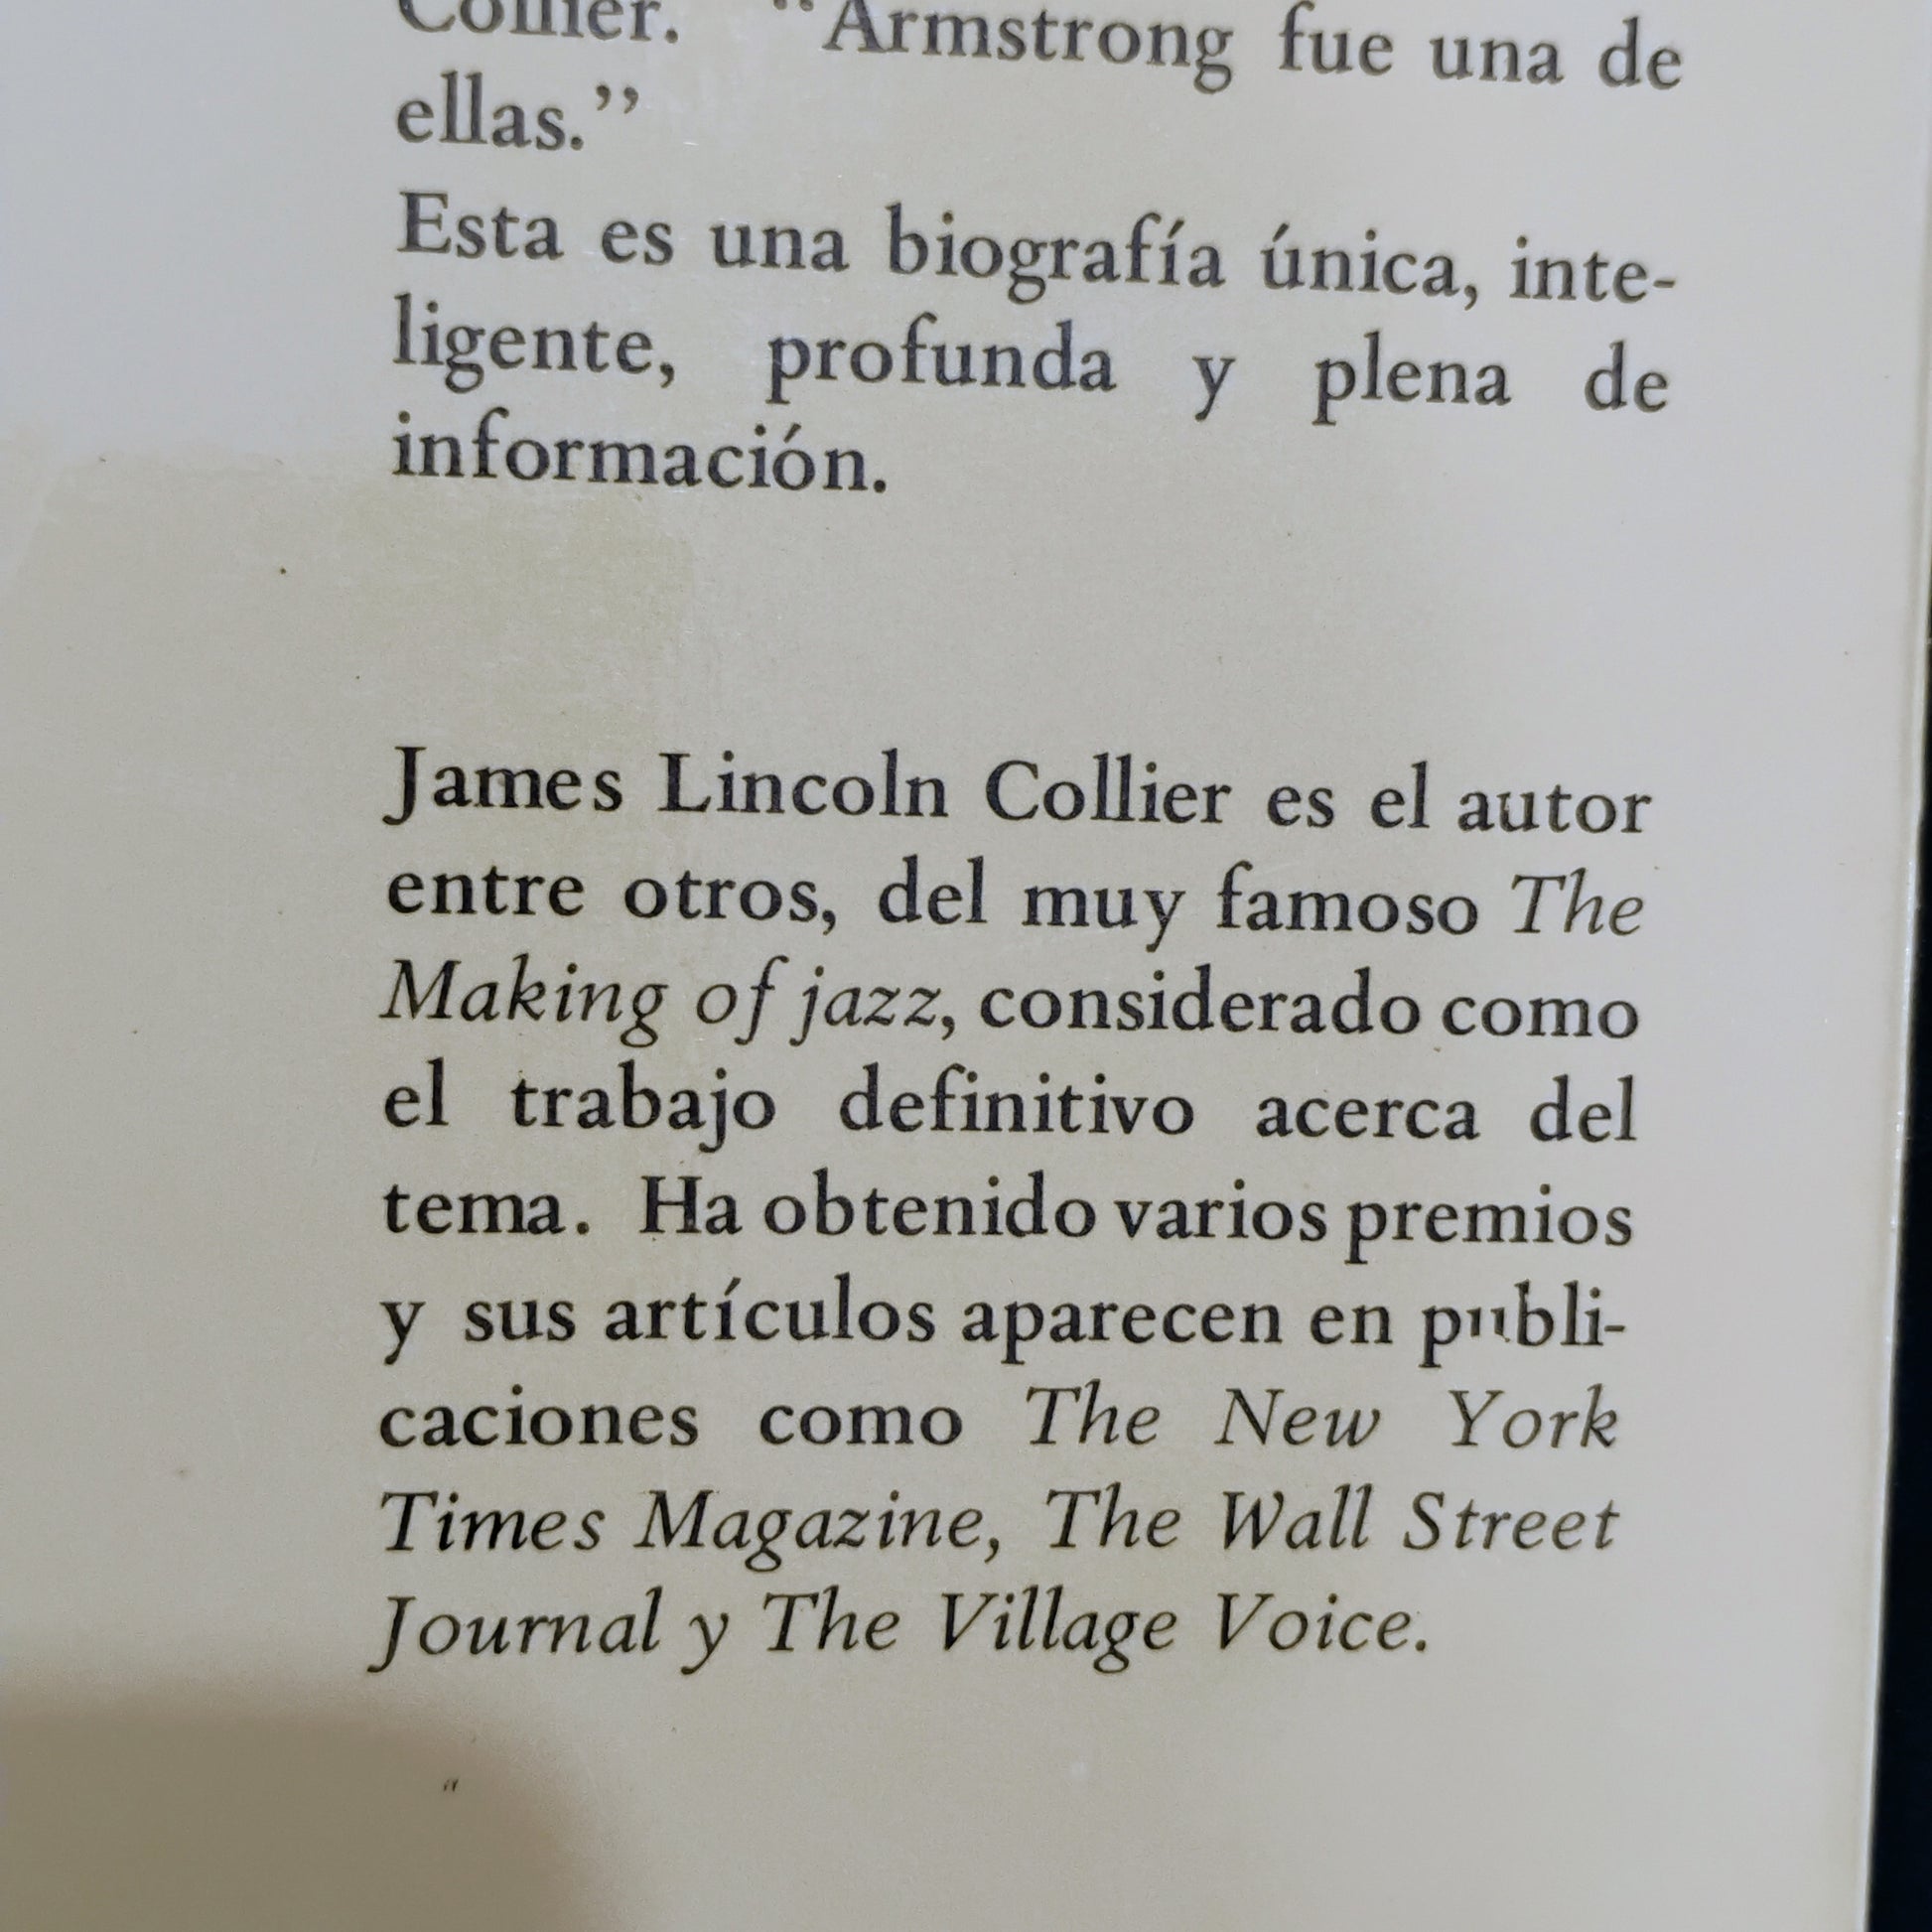 Collier. "Armstrong fue una de
ellas."
Esta es una biografía única, inte-
ligente, profunda y plena de
información.
James Lincoln Collier es el autor
entre otros, del muy famoso The
Making of jazz, considerado como
el trabajo definitivo acerca del
tema. Ha obtenido varios premios
y sus artículos aparecen en publi-
caciones como The New York
Times Magazine, The Wall Street
Journal y The Village Voice.